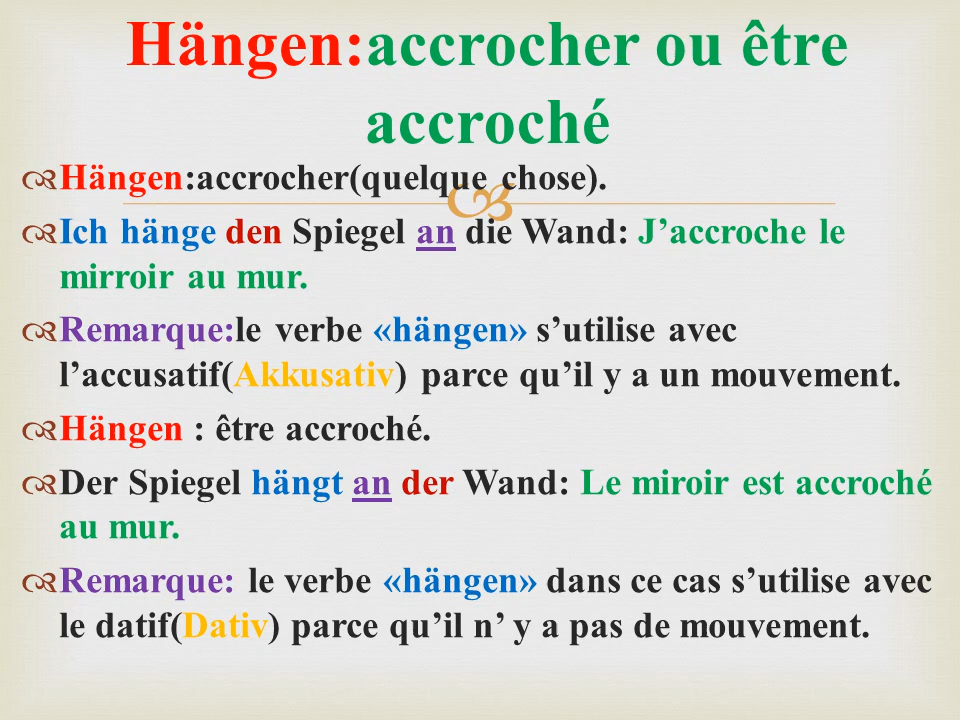 Hängen:accrocher ou être
accroché
Hängen:accrocher(quelque chose).
Ich hänge den Spiegel an die Wand: J’accroche le
mirroir au mur.
Remarque:le verbe «hängen» s’utilise avec
l’accusatif(Akkusativ) parce qu’il y a un mouvement.
Hängen : être accroché.
Der Spiegel hängt an der Wand: Le miroir est accroché
au mur.
Remarque: le verbe «hängen» dans ce cas s’utilise avec
le datif(Dativ) parce qu’il n’ y a pas de mouvement.